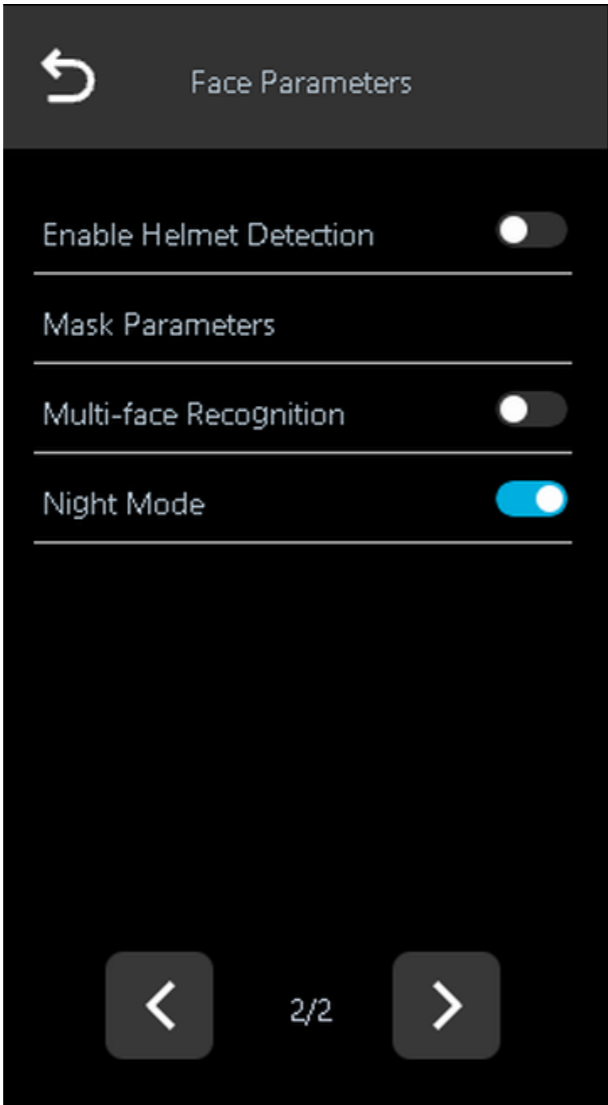 Face Parameters
Enable Helmet Detection
Mask Parameters
Multi-face Recognition
Night Mode
2/2